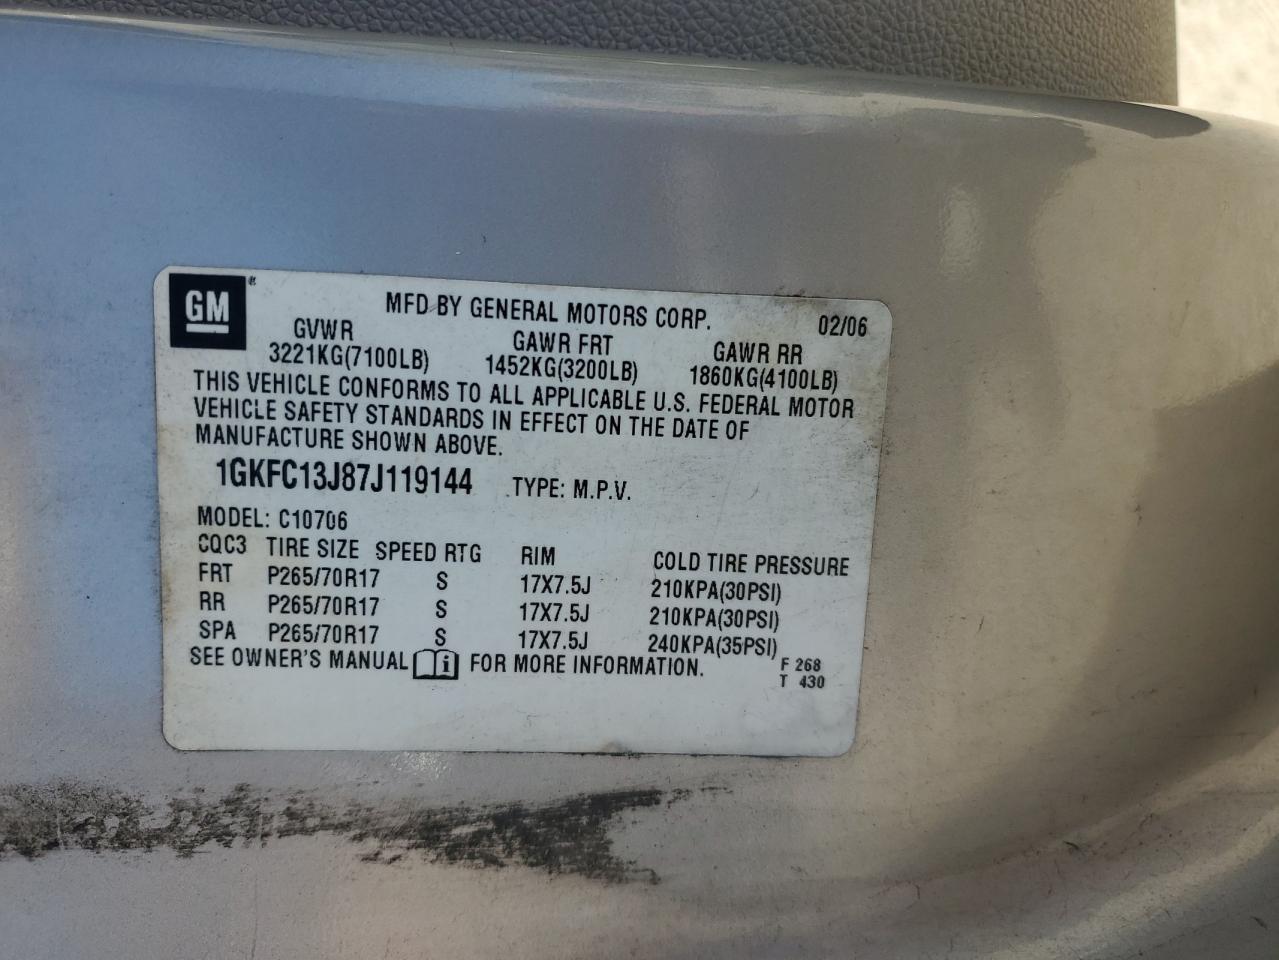 GM
MFD BY GENERAL MOTORS CORP. 02/06
GVWR GAWR FRT GAWR RR
3221KG(7100LB) 1452KG(3200LB) 1860KG(4100LB)
THIS VEHICLE CONFORMS TO ALL APPLICABLE U.S. FEDERAL MOTOR
VEHICLE SAFETY STANDARDS IN EFFECT ON THE DATE OF
MANUFACTURE SHOWN ABOVE.
1GKFC13J87J119144 TYPE: M.P.V.
MODEL: C10706
CQC3 TIRE SIZE SPEED RTG RIM COLD TIRE PRESSURE
FRT P265/70R17 S 17X7.5J 210KPA(30PSI)
RR P265/70R17 S 17X7.5J 210KPA(30PSI)
SPA P265/70R17 S 17X7.5J 240KPA(35PSI)
SEE OWNER'S MANUAL i FOR MORE INFORMATION.
F 268
T 430